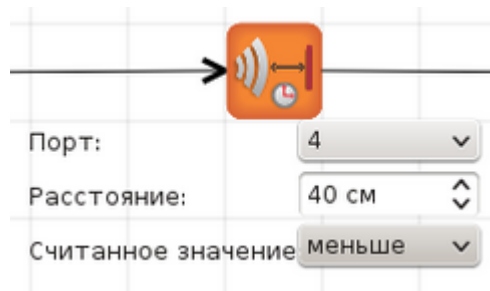 Порт: 4
Расстояние: 40 см
Считанное значение меньше